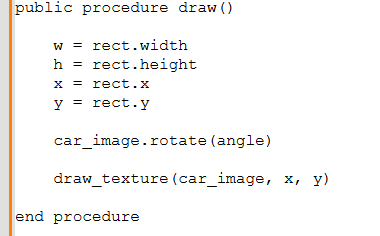 public procedure draw()
w = rect.width
h = rect.height
x = rect.x
y = rect.y
car_image.rotate(angle)
draw_texture(car_image, x, y)
end procedure